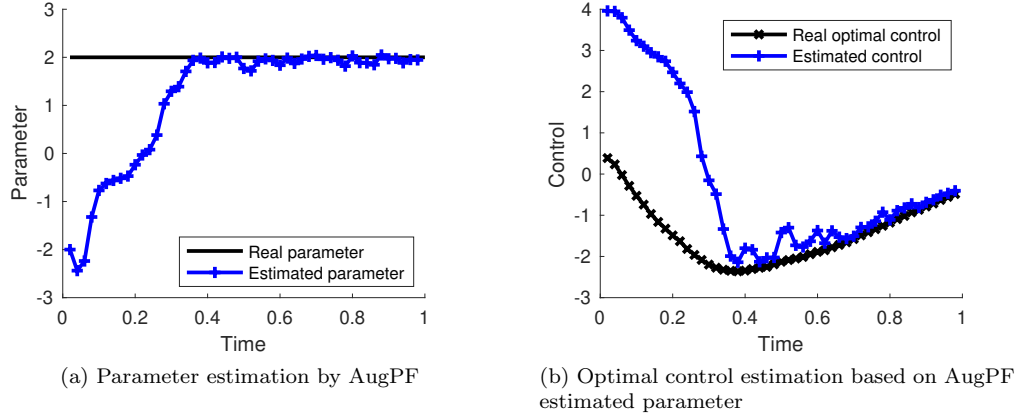 3
2
1
0
-1
-2
-3
Parameter
Real parameter
Estimated parameter
0
0.2
0.4
0.6
0.8
1
Time
(a) Parameter estimation by AugPF
4
3
2
1
0
-1
-2
-3
Control
Real optimal control
Estimated control
0
0.2
0.4
0.6
0.8
1
Time
(b) Optimal control estimation based on AugPF
estimated parameter